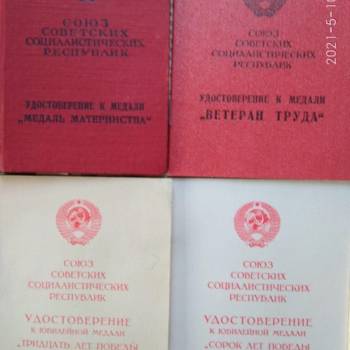 СОЮЗ
СОВЕТСКИХ
СОЦИАЛИСТИЧЕСКИХ
РЕСПУБЛИК
УДОСТОВЕРЕНИЕ К МЕДАЛИ
„МЕДАЛЬ МАТЕРИНСТВА“
СОЮЗ
СОВЕТСКИХ
СОЦИАЛИСТИЧЕСКИХ
РЕСПУБЛИК
УДОСТОВЕРЕНИЕ К МЕДАЛИ
„ВЕТЕРАН ТРУДА“
СОЮЗ
СОВЕТСКИХ
СОЦИАЛИСТИЧЕСКИХ
РЕСПУБЛИК
УДОСТОВЕРЕНИЕ
К ЮБИЛЕЙНОЙ МЕДАЛИ
„ТРИДЦАТЬ ЛЕТ ПОБЕДЫ
СОЮЗ
СОВЕТСКИХ
СОЦИАЛИСТИЧЕСКИХ
РЕСПУБЛИК
УДОСТОВЕРЕНИЕ
К ЮБИЛЕЙНОЙ МЕДАЛИ
„СОРОК ЛЕТ ПОБЕДЫ
2021-5-10